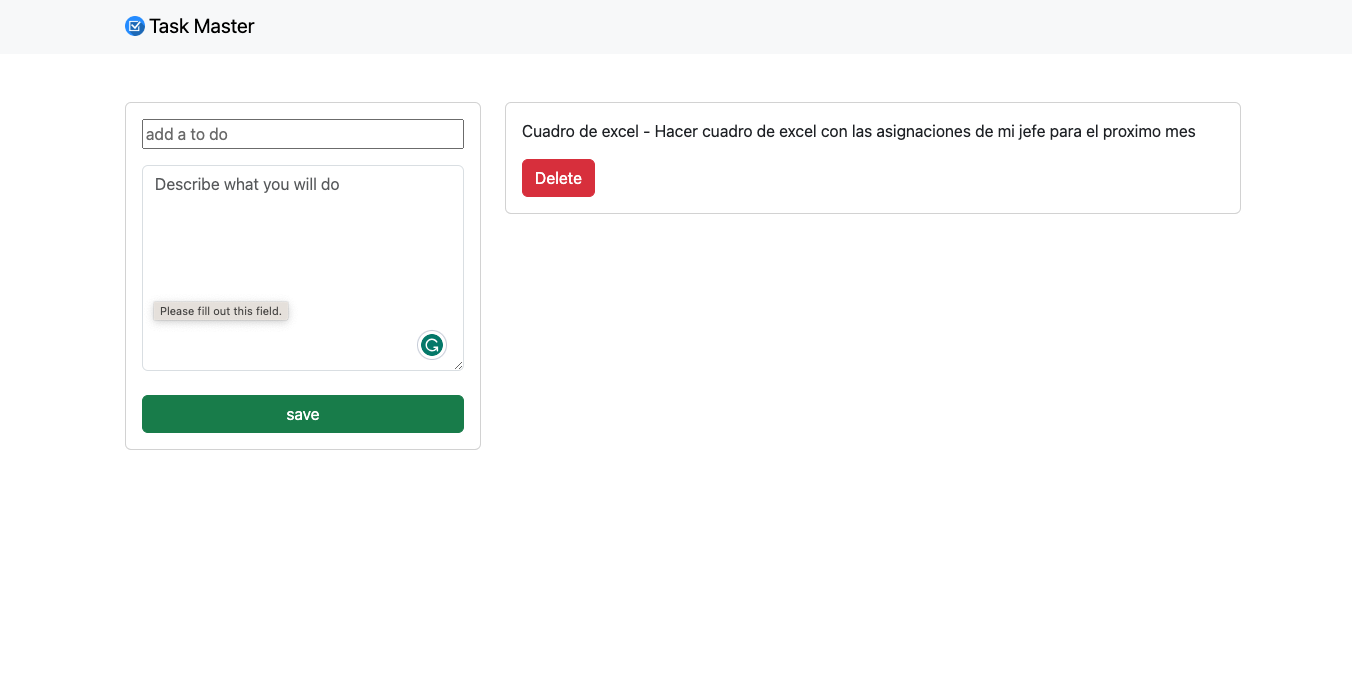 Task Master
add a to do
Describe what you will do
Please fill out this field.
save
Cuadro de excel - Hacer cuadro de excel con las asignaciones de mi jefe para el proximo mes
Delete